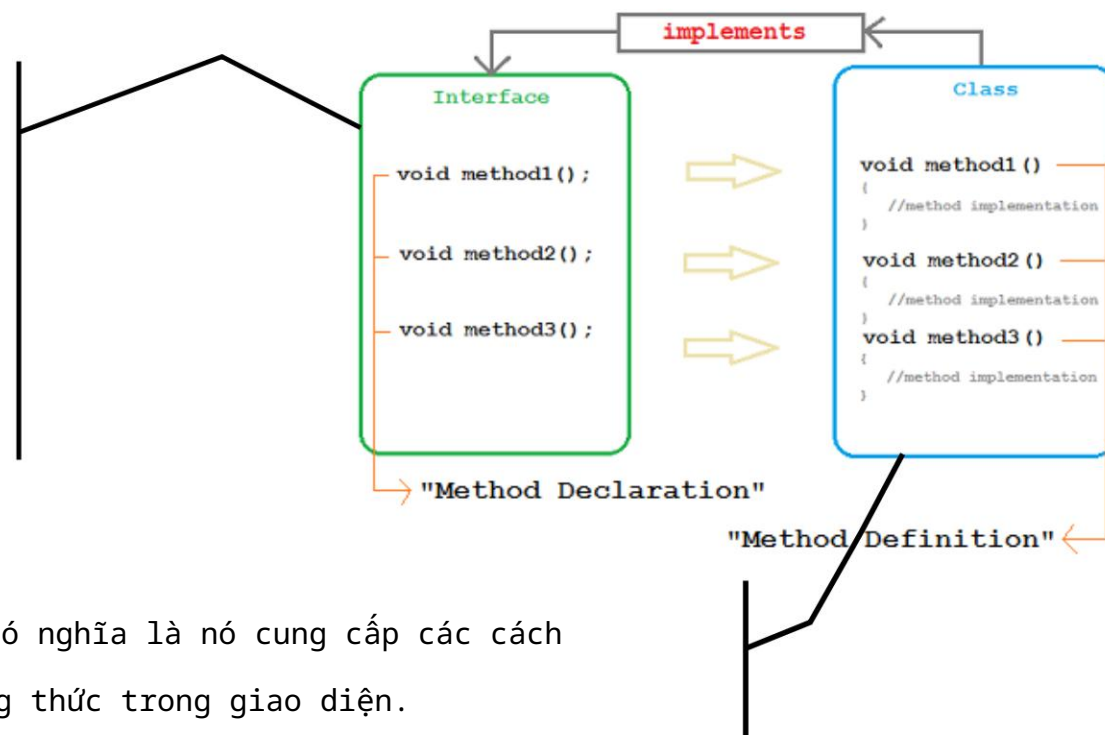 implements
Interface
void method1();
void method2();
void method3();
"Method Declaration"
Class
void method1()
{
//method implementation
}
void method2()
{
//method implementation
}
void method3()
{
//method implementation
}
"Method Definition"
ó nghĩa là nó cung cấp các cách
g thức trong giao diện.